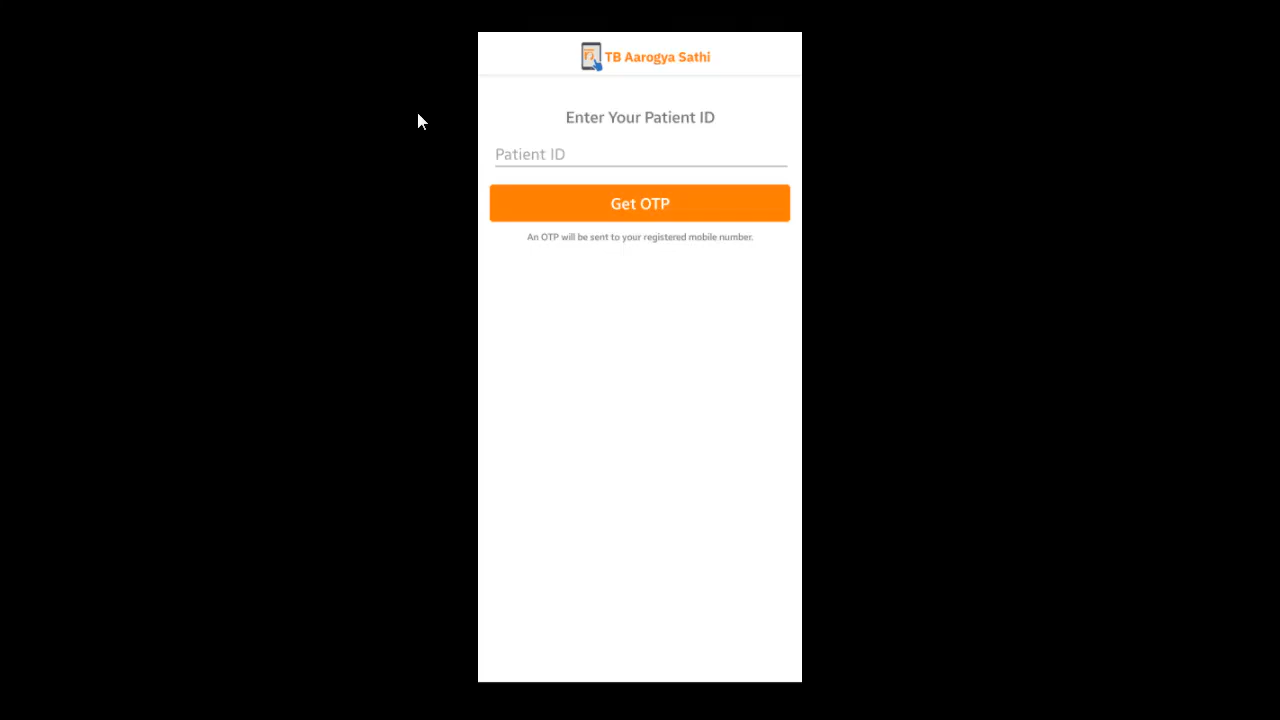 TB Aarogya Sathi
Enter Your Patient ID
Patient ID
Get OTP
An OTP will be sent to your registered mobile number.